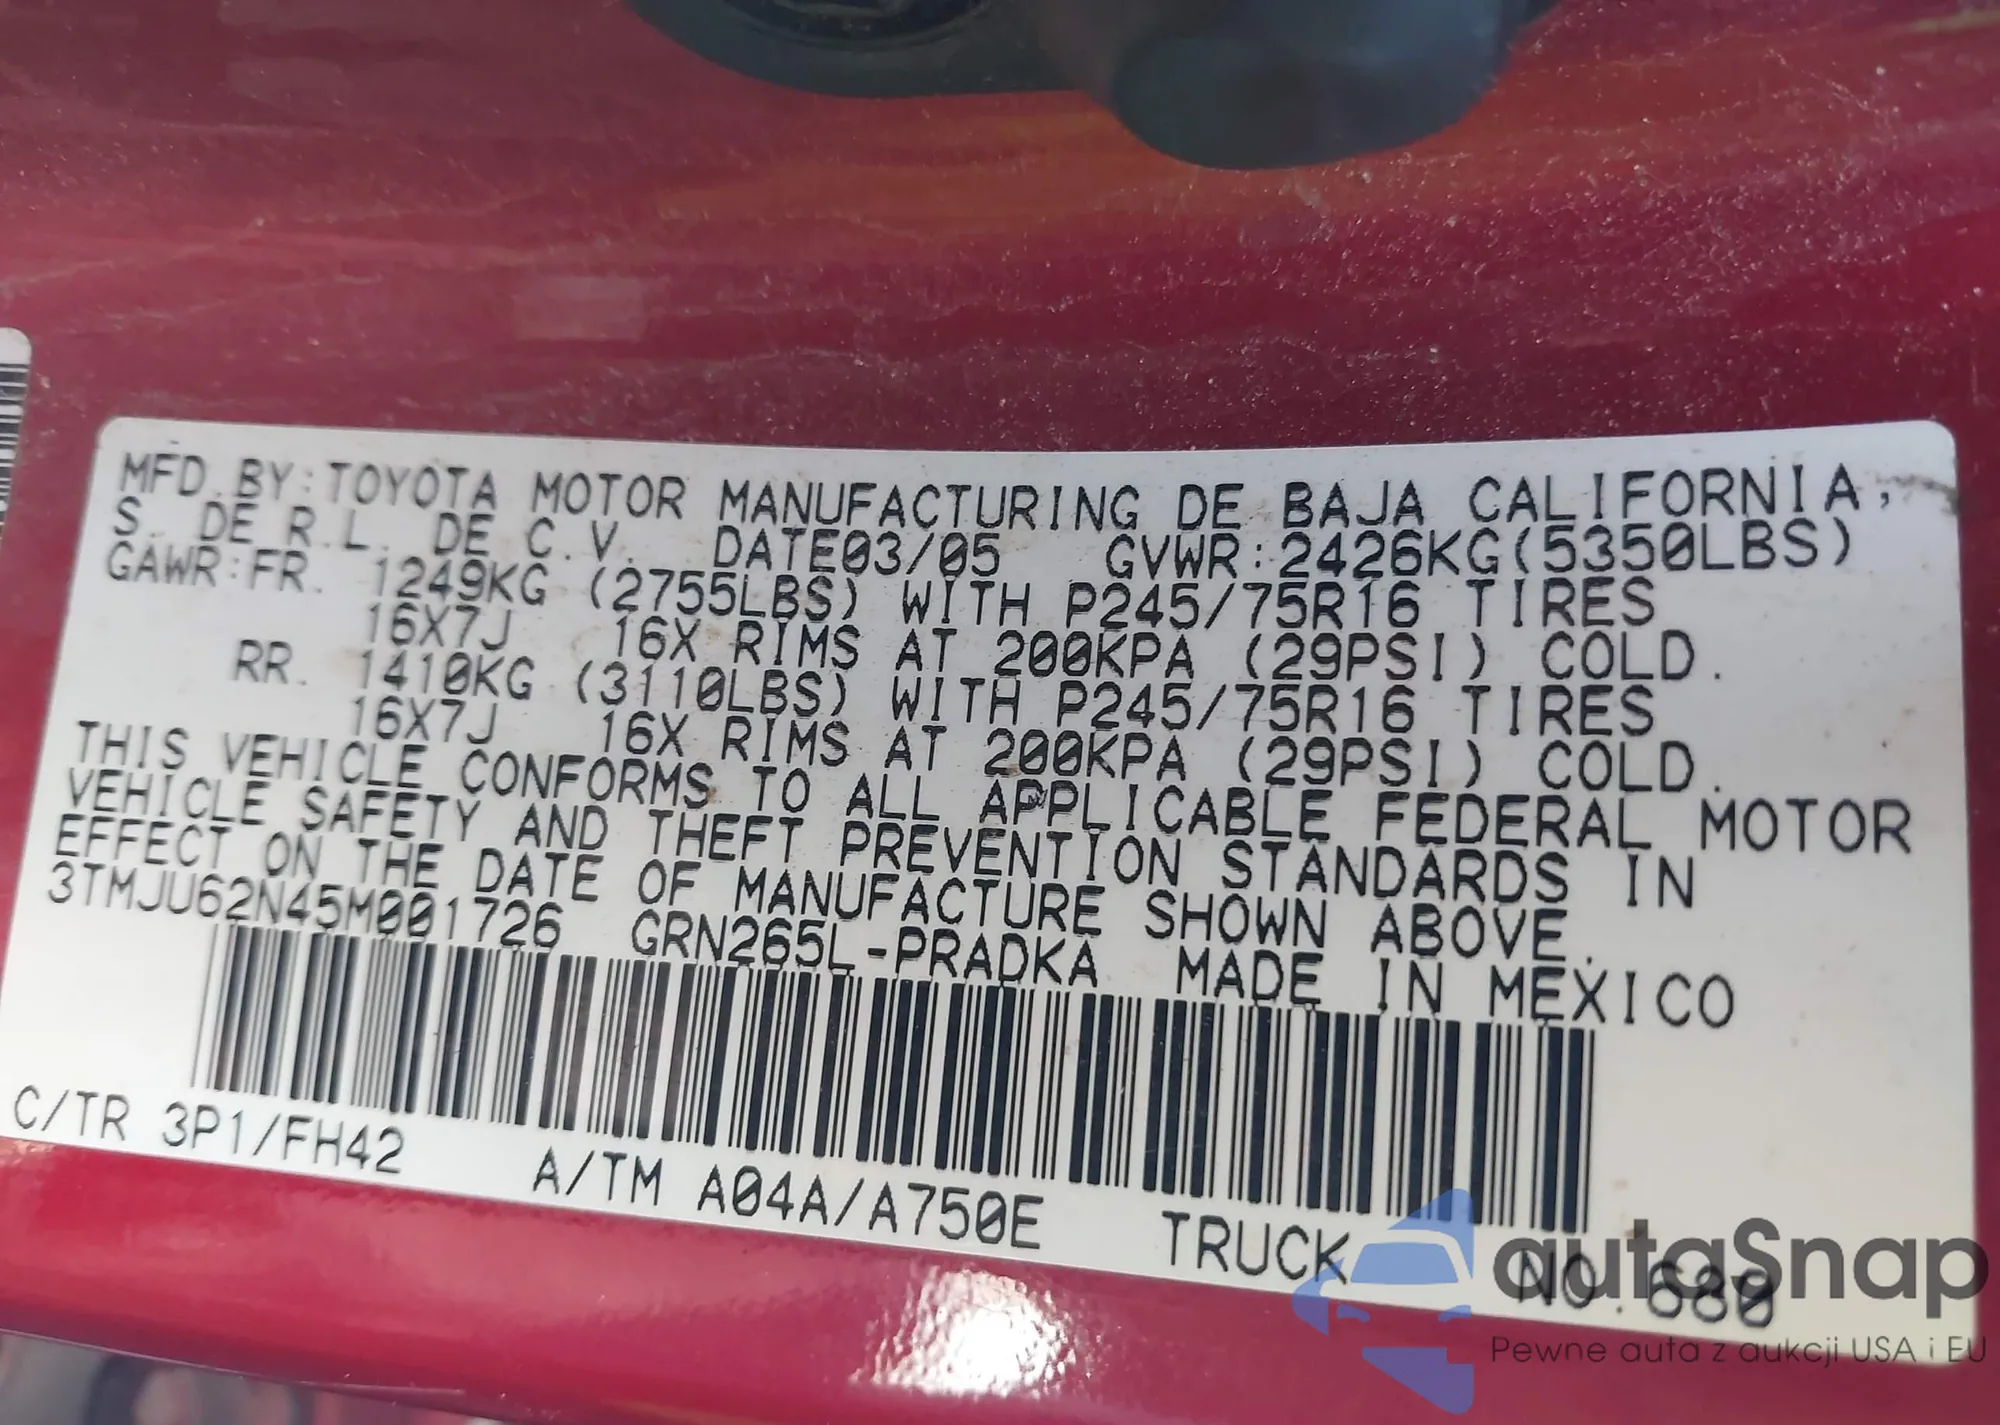 MFD.BY:TOYOTA MOTOR MANUFACTURING DE BAJA CALIFORNIA,
S. DE R.L. DE C.V. DATE03/05 GVWR:2426KG(5350LBS)
GAWR:FR. 1249KG (2755LBS) WITH P245/75R16 TIRES
16X7J 16X RIMS AT 200KPA (29PSI) COLD.
RR. 1410KG (3110LBS) WITH P245/75R16 TIRES
16X7J 16X RIMS AT 200KPA (29PSI) COLD.
THIS VEHICLE CONFORMS TO ALL APPLICABLE FEDERAL MOTOR
VEHICLE SAFETY AND THEFT PREVENTION STANDARDS IN
EFFECT ON THE DATE OF MANUFACTURE SHOWN ABOVE.
3TMJU62N45M001726 GRN265L-PRADKA MADE IN MEXICO
C/TR 3P1/FH42 A/TM A04A/A750E TRUCK NO.680
autoSnap
Pewne auta z aukcji USA i EU